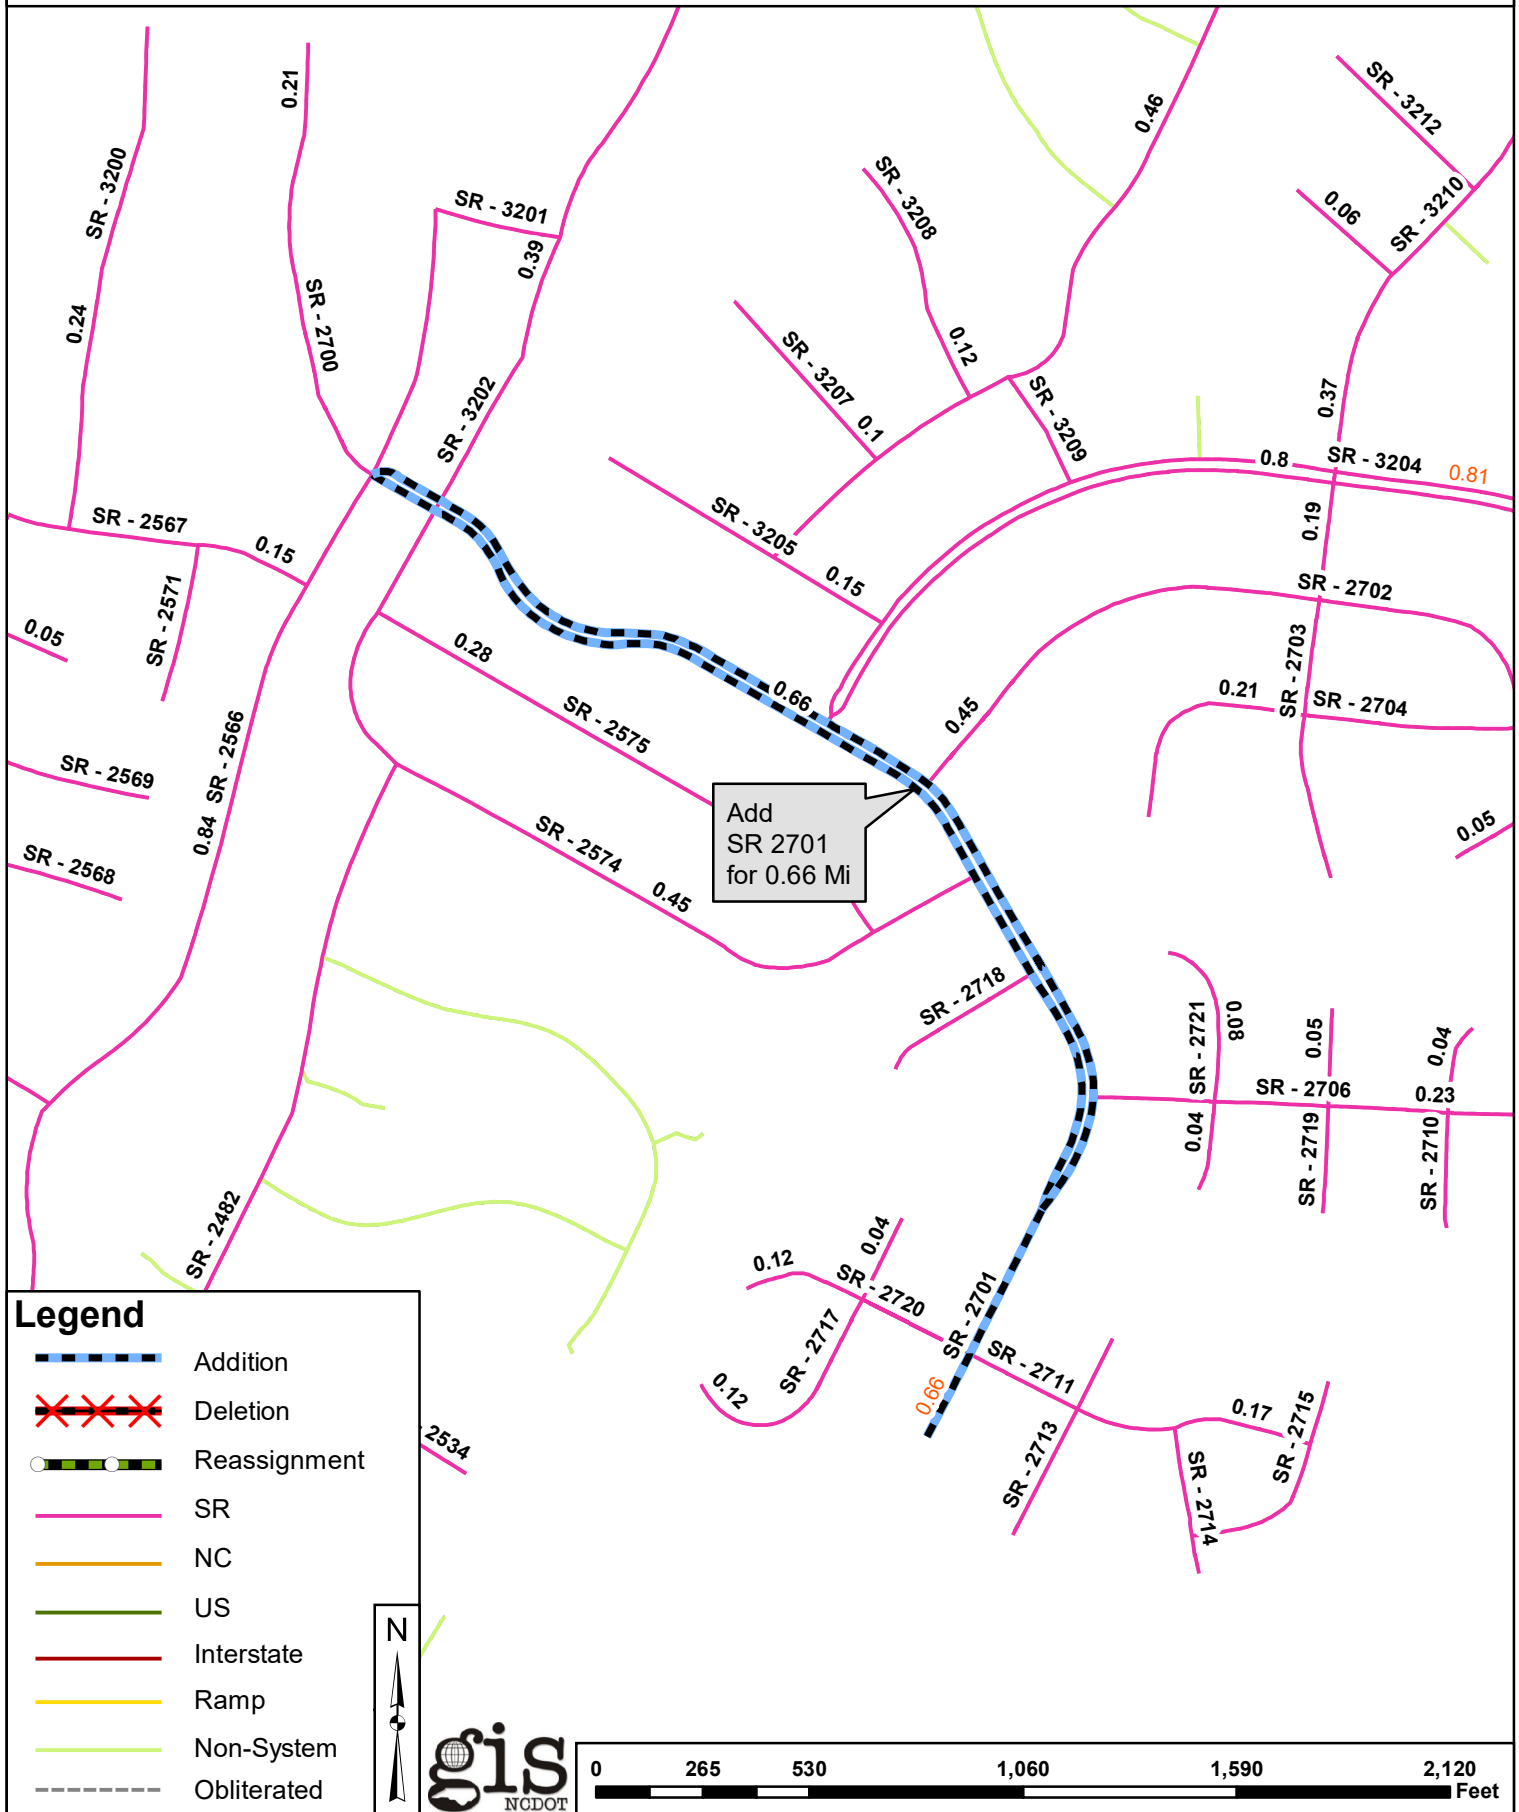 0.21
0.46
SR - 3212
SR - 3200
SR - 3208
SR - 3201
0.06
SR - 3210
0.39
0.24
SR - 2700
SR - 3207
0.12
0.1
SR - 3209
0.37
SR - 3202
0.8
SR - 3204
0.81
SR - 2567
0.15
SR - 3205
0.15
0.19
SR - 2571
SR - 2702
0.05
0.28
SR - 2703
0.66
0.45
0.21
SR - 2704
SR - 2575
SR - 2566
SR - 2569
0.84
Add
SR 2701
for 0.66 Mi
0.05
SR - 2574
0.45
SR - 2568
SR - 2718
SR - 2721
0.08
0.05
0.04
SR - 2706
0.23
0.04
SR - 2719
SR - 2710
SR - 2482
0.04
0.12
SR - 2720
SR - 2701
SR - 2717
SR - 2711
0.12
0.66
0.17
SR - 2715
SR - 2713
SR - 2714
2534
Legend
Addition
Deletion
Reassignment
SR
NC
US
Interstate
Ramp
Non-System
Obliterated
N
gis
NCDOT
0 265 530 1,060 1,590 2,120
Feet